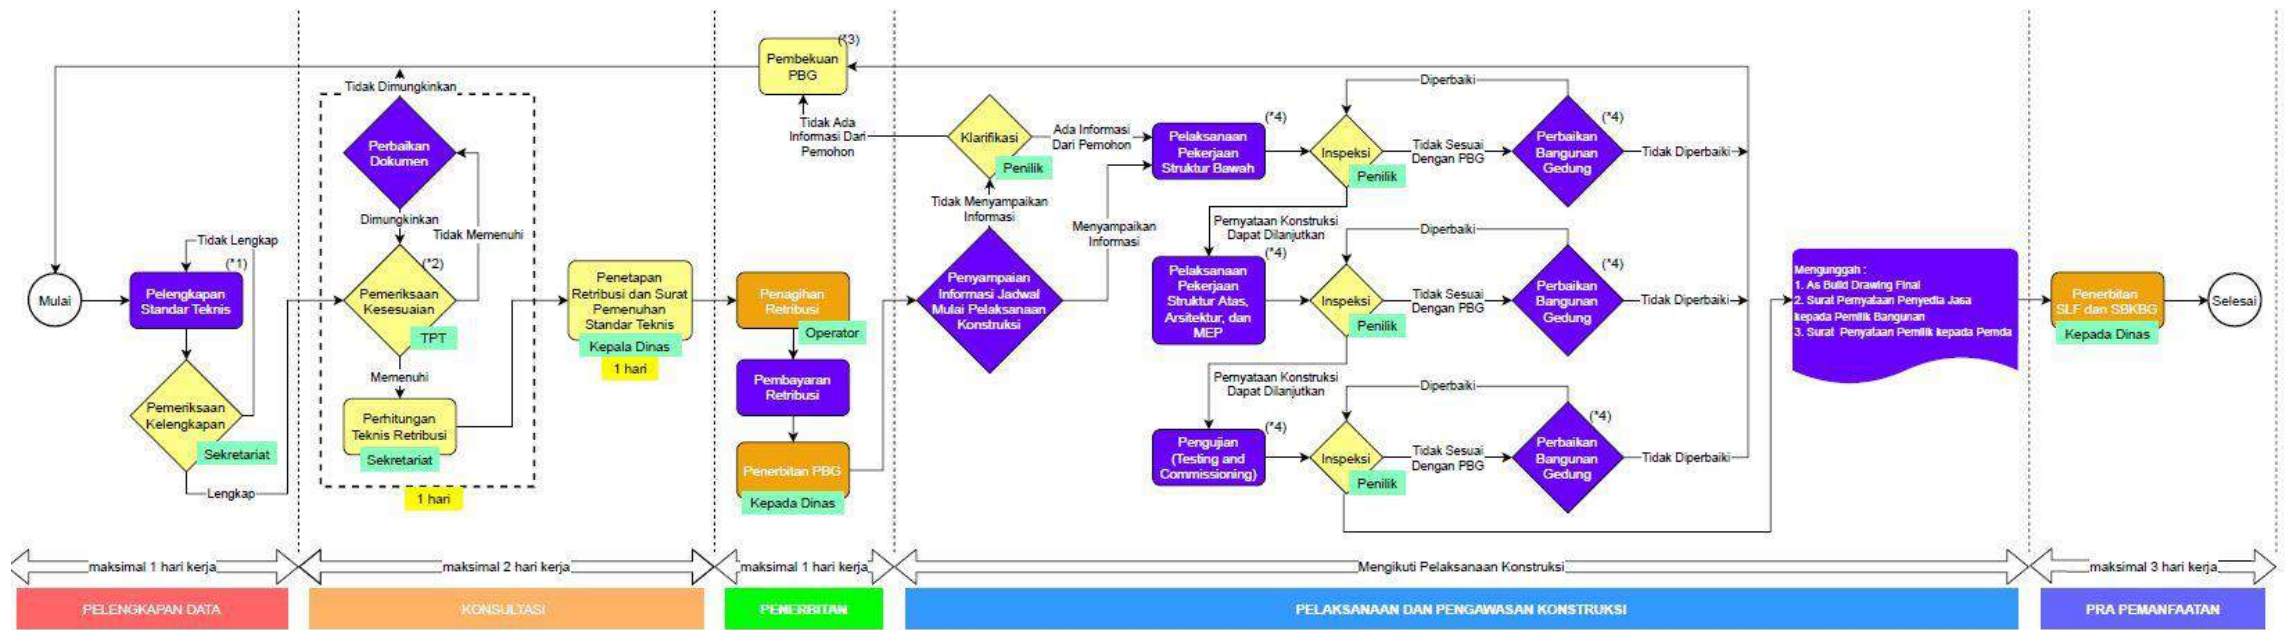 Mulai
Tidak Lengkap
(*1)
Pelengkapan
Standar Teknis
Pemeriksaan
Kelengkapan
Sekretariat
Lengkap
Tidak Dimungkinkan
Perbaikan
Dokumen
Dimungkinkan
Tidak Memenuhi
(*2)
Pemeriksaan
Kesesuaian
TPT
Memenuhi
Perhitungan
Teknis Retribusi
Sekretariat
1 hari
Penetapan
Retribusi dan Surat
Pemenuhan
Standar Teknis
Kepala Dinas
1 hari
(*3)
Pembekuan
PBG
Tidak Ada
Informasi Dari
Pemohon
Penagihan
Retribusi
Operator
Pembayaran
Retribusi
Penerbitan PBG
Kepada Dinas
Klarifikasi
Penilik
Ada Informasi
Dari Pemohon
Tidak Menyampaikan
Informasi
Menyampaikan
Informasi
Penyampaian
Informasi Jadwal
Mulai Pelaksanaan
Konstruksi
(*4)
Pelaksanaan
Pekerjaan
Struktur Bawah
Diperbaiki
Inspeksi
Penilik
Tidak Sesuai
Dengan PBG
(*4)
Perbaikan
Bangunan
Gedung
Tidak Diperbaiki
Pernyataan Konstruksi
Dapat Dilanjutkan
(*4)
Pelaksanaan
Pekerjaan
Struktur Atas,
Arsitektur, dan
MEP
Diperbaiki
Inspeksi
Penilik
Tidak Sesuai
Dengan PBG
(*4)
Perbaikan
Bangunan
Gedung
Tidak Diperbaiki
Pernyataan Konstruksi
Dapat Dilanjutkan
(*4)
Pengujian
(Testing and
Commissioning)
Diperbaiki
Inspeksi
Penilik
Tidak Sesuai
Dengan PBG
(*4)
Perbaikan
Bangunan
Gedung
Tidak Diperbaiki
Mengunggah :
1. As Build Drawing Final
2. Surat Pernyataan Penyedia Jasa
kepada Pemilik Bangunan
3. Surat Penyataan Pemilik kepada Pemda
Penerbitan
SLF dan SBKBG
Kepada Dinas
Selesai
maksimal 1 hari kerja
maksimal 2 hari kerja
maksimal 1 hari kerja
Mengikuti Pelaksanaan Konstruksi
maksimal 3 hari kerja
PELENGKAPAN DATA
KONSULTASI
PENERBITAN
PELAKSANAAN DAN PENGAWASAN KONSTRUKSI
PRA PEMANFAATAN